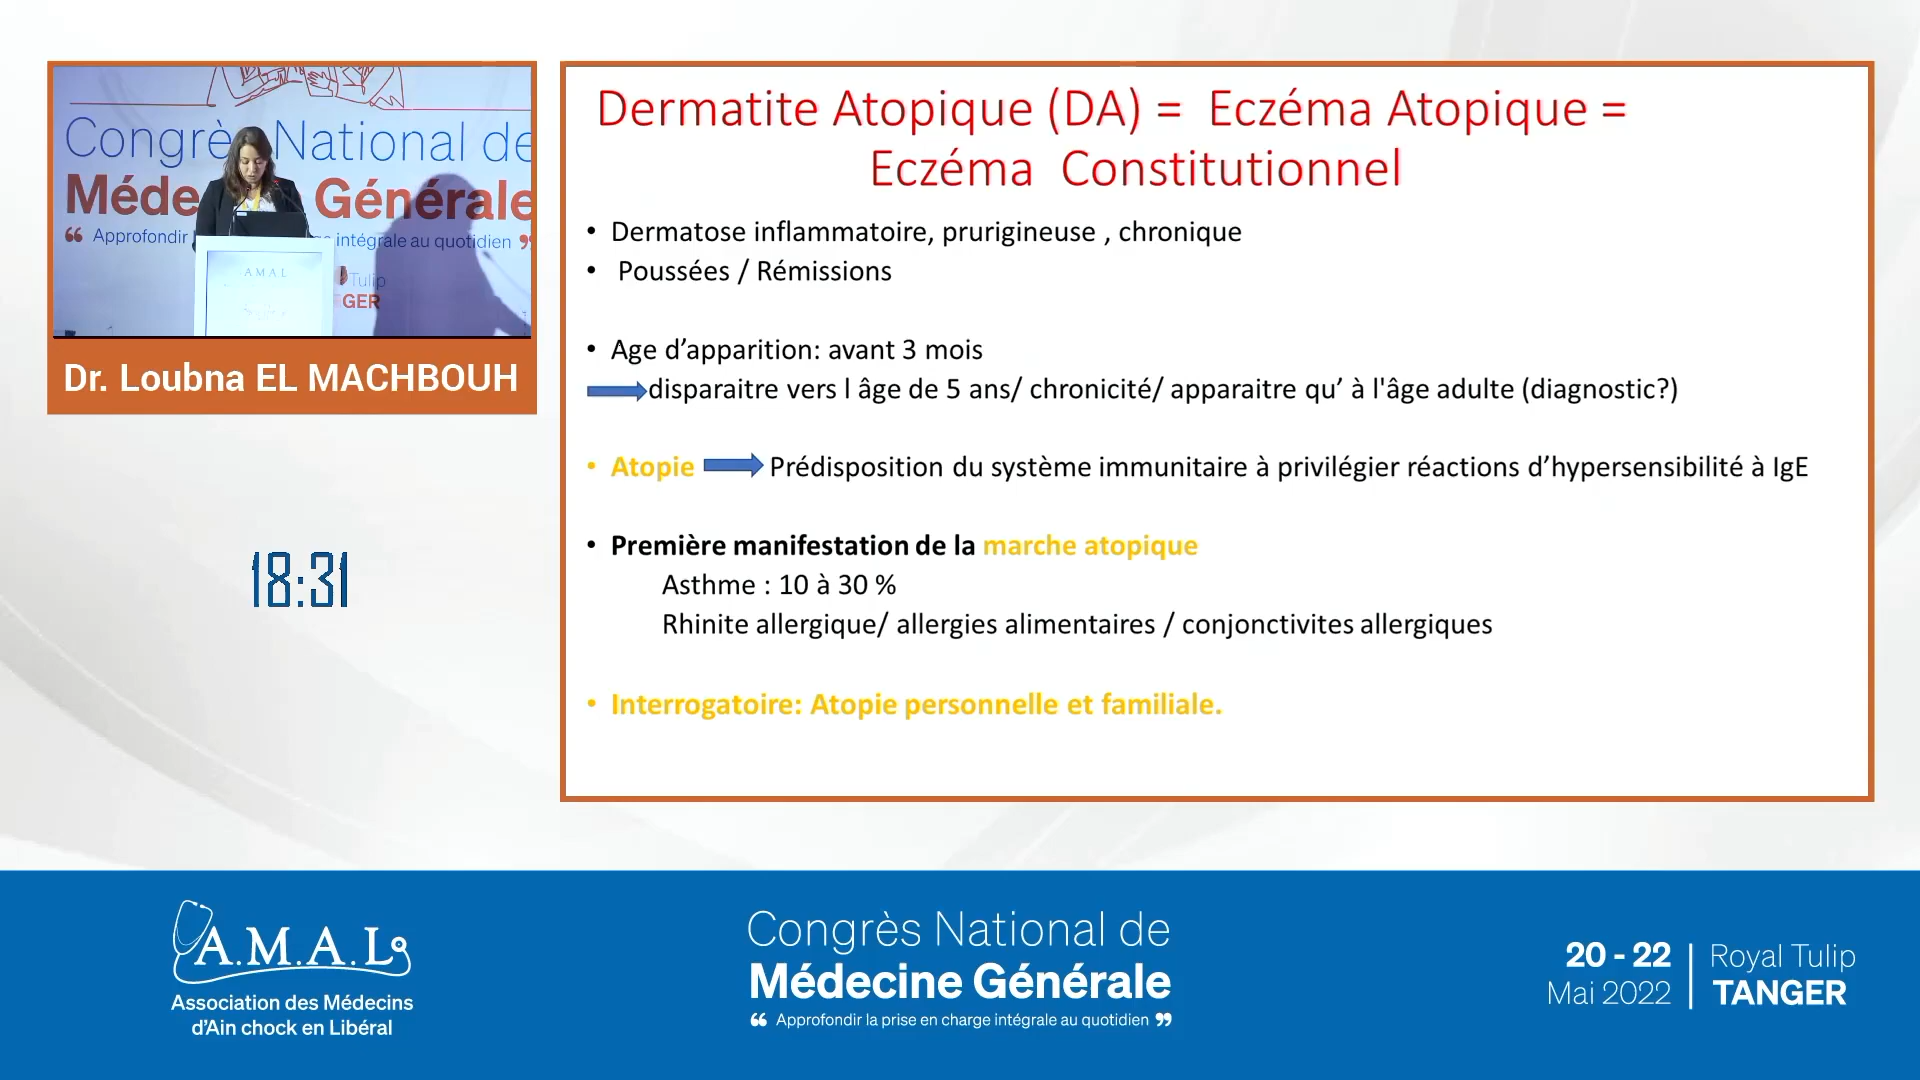 Congrès National de
Médecine Générale
Approfondir intégrale au quotidien
A.M.A.L
Tulip
GER
Dr. Loubna EL MACHBOUH
18:31
Dermatite Atopique (DA) = Eczéma Atopique =
Eczéma Constitutionnel
• Dermatose inflammatoire, prurigineuse , chronique
• Poussées / Rémissions
• Age d’apparition: avant 3 mois
disparaitre vers l âge de 5 ans/ chronicité/ apparaitre qu’ à l'âge adulte (diagnostic?)
• Atopie Prédisposition du système immunitaire à privilégier réactions d’hypersensibilité à IgE
• Première manifestation de la marche atopique
Asthme : 10 à 30 %
Rhinite allergique/ allergies alimentaires / conjonctivites allergiques
• Interrogatoire: Atopie personnelle et familiale.
A.M.A.L
Association des Médecins
d’Ain chock en Libéral
Congrès National de
Médecine Générale
❝ Approfondir la prise en charge intégrale au quotidien ❞
20 - 22
Mai 2022
Royal Tulip
TANGER